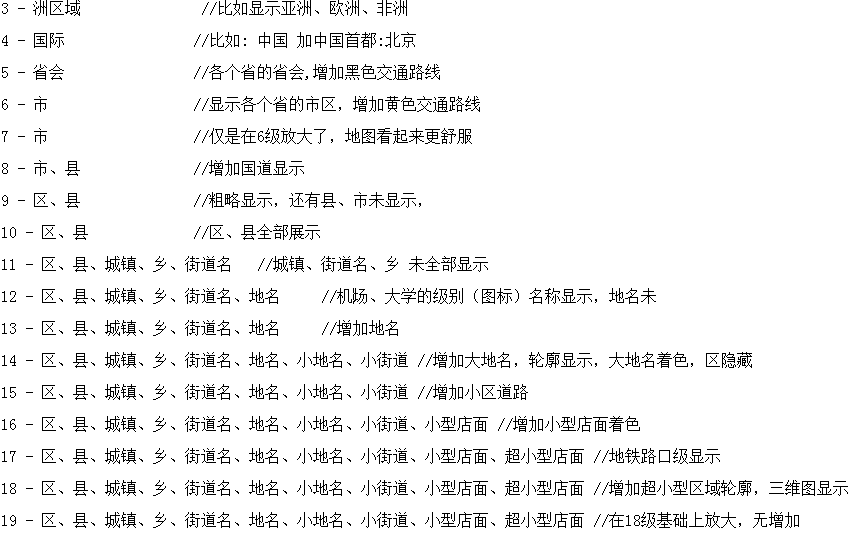 3 - 洲区域 //比如显示亚洲、欧洲、非洲
4 - 国际 //比如: 中国 加中国首都:北京
5 - 省会 //各个省的省会,增加黑色交通路线
6 - 市 //显示各个省的市区，增加黄色交通路线
7 - 市 //仅是在6级放大了，地图看起来更舒服
8 - 市、县 //增加国道显示
9 - 区、县 //粗略显示，还有县、市未显示，
10 - 区、县 //区、县全部展示
11 - 区、县、城镇、乡、街道名 //城镇、街道名、乡 未全部显示
12 - 区、县、城镇、乡、街道名、地名 //机场、大学的级别（图标）名称显示，地名未
13 - 区、县、城镇、乡、街道名、地名 //增加地名
14 - 区、县、城镇、乡、街道名、地名、小地名、小街道 //增加大地名，轮廓显示，大地名着色，区隐藏
15 - 区、县、城镇、乡、街道名、地名、小地名、小街道 //增加小区道路
16 - 区、县、城镇、乡、街道名、地名、小地名、小街道、小型店面 //增加小型店面着色
17 - 区、县、城镇、乡、街道名、地名、小地名、小街道、小型店面、超小型店面 //地铁路口级显示
18 - 区、县、城镇、乡、街道名、地名、小地名、小街道、小型店面、超小型店面 //增加超小型区域轮廓，三维图显示
19 - 区、县、城镇、乡、街道名、地名、小地名、小街道、小型店面、超小型店面 //在18级基础上放大，无增加